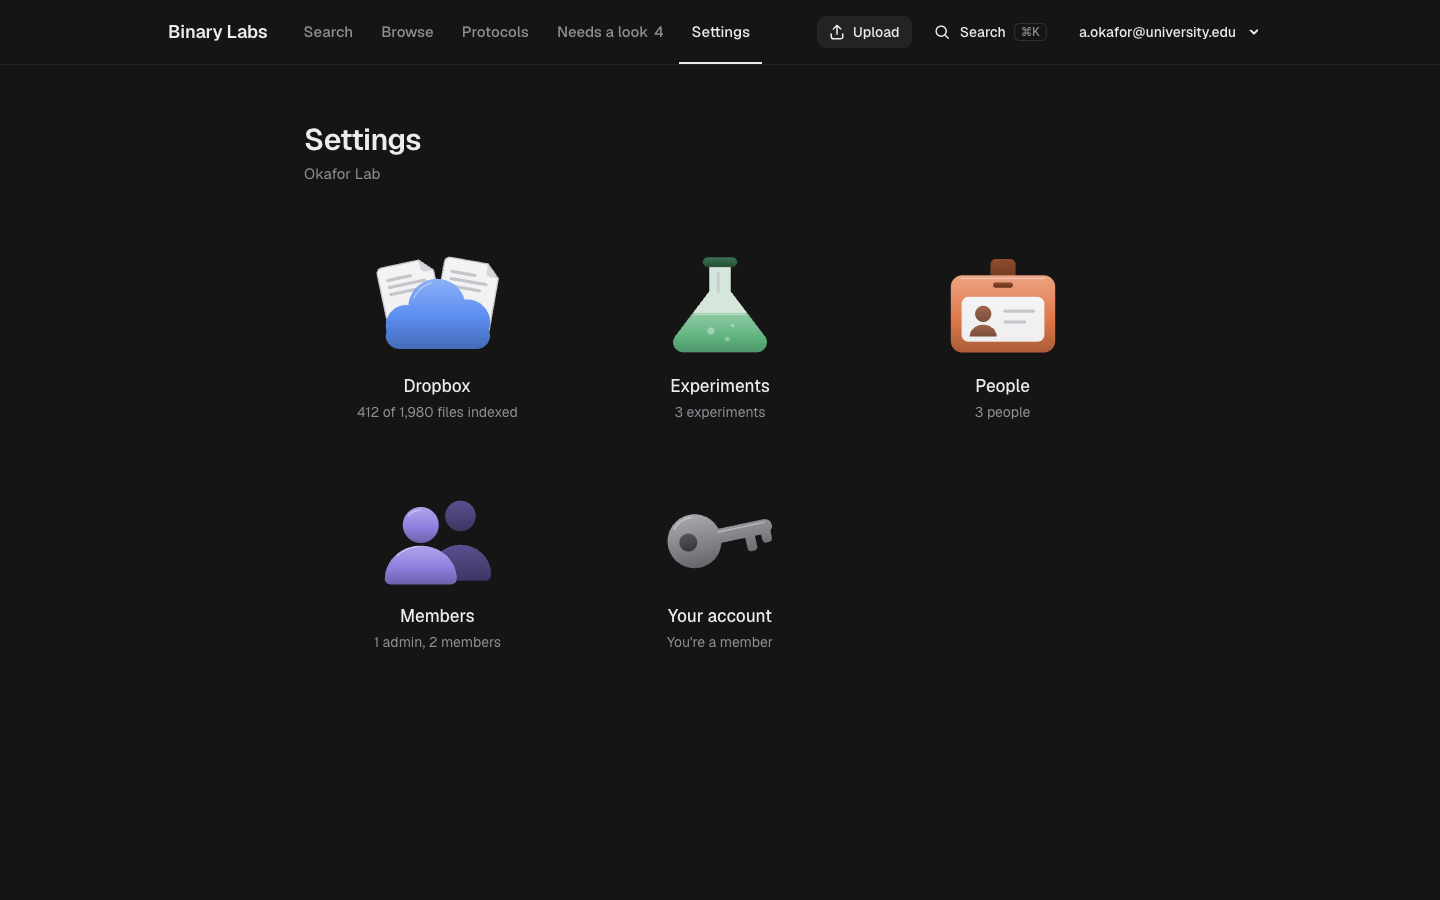 Binary Labs Search Browse Protocols Needs a look 4 Settings Upload Search ⌘K a.okafor@university.edu
Settings
Okafor Lab
Dropbox Experiments People
412 of 1,980 files indexed 3 experiments 3 people
Members Your account
1 admin, 2 members You're a member